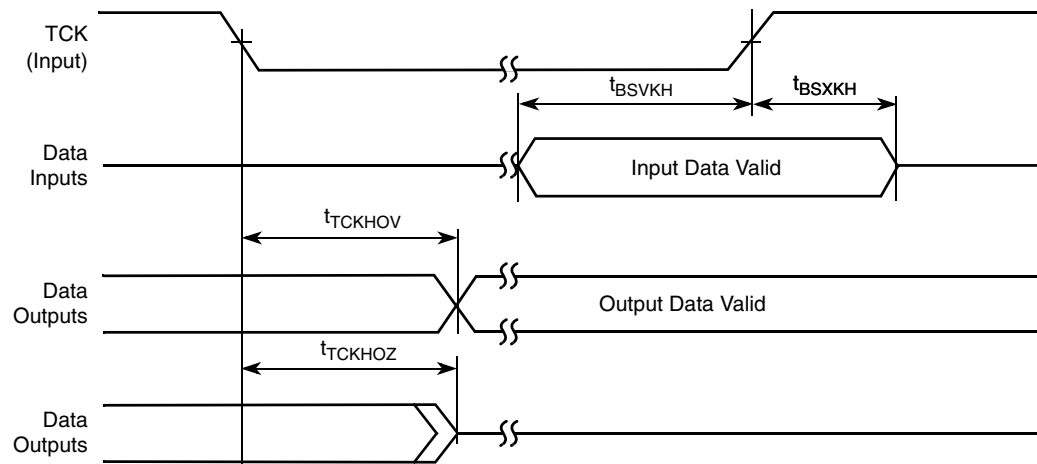 TCK
(Input)
tBSVKH
tBSXKH
Data
Inputs
Input Data Valid
tTCKHOV
Data
Outputs
Output Data Valid
tTCKHOZ
Data
Outputs